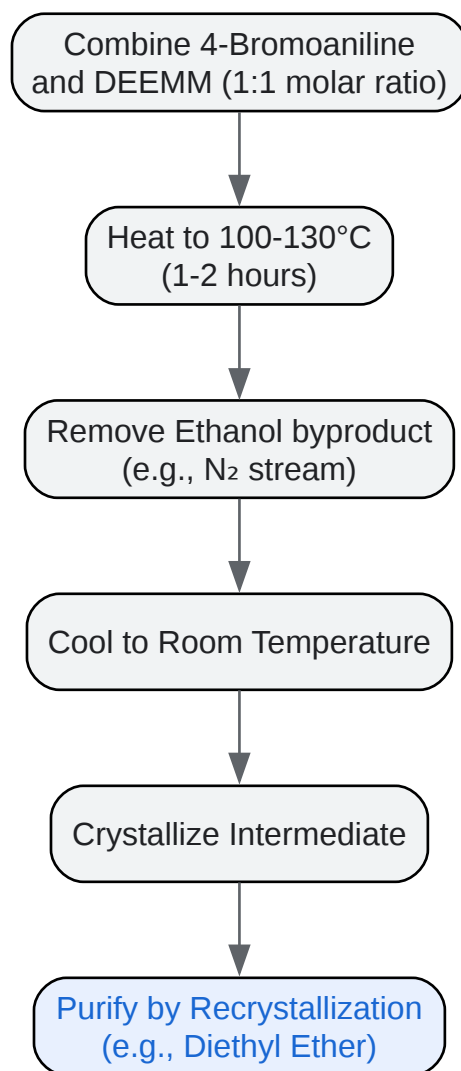 Combine 4-Bromoaniline
and DEEMM (1:1 molar ratio)
Heat to 100-130°C
(1-2 hours)
Remove Ethanol byproduct
(e.g., N₂ stream)
Cool to Room Temperature
Crystallize Intermediate
Purify by Recrystallization
(e.g., Diethyl Ether)